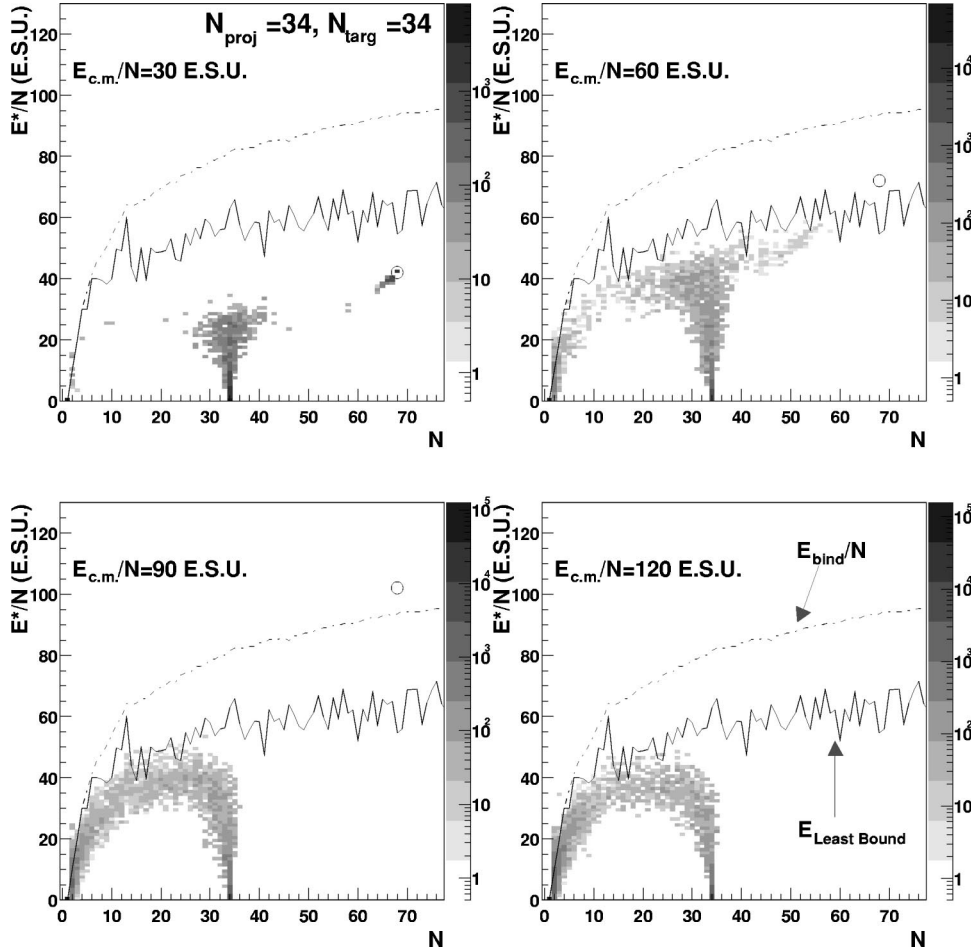 N_proj =34, N_targ =34
E_c.m./N=30 E.S.U.
E*/N (E.S.U.)
120
100
80
60
40
20
0
0 10 20 30 40 50 60 70
N
10^3
10^2
10
1
E_c.m./N=60 E.S.U.
E*/N (E.S.U.)
120
100
80
60
40
20
0
0 10 20 30 40 50 60 70
N
10^4
10^3
10^2
10
1
E_c.m./N=90 E.S.U.
E*/N (E.S.U.)
120
100
80
60
40
20
0
0 10 20 30 40 50 60 70
N
10^5
10^4
10^3
10^2
10
1
E_c.m./N=120 E.S.U.
E_bind/N
E_Least Bound
E*/N (E.S.U.)
120
100
80
60
40
20
0
0 10 20 30 40 50 60 70
N
10^5
10^4
10^3
10^2
10
1